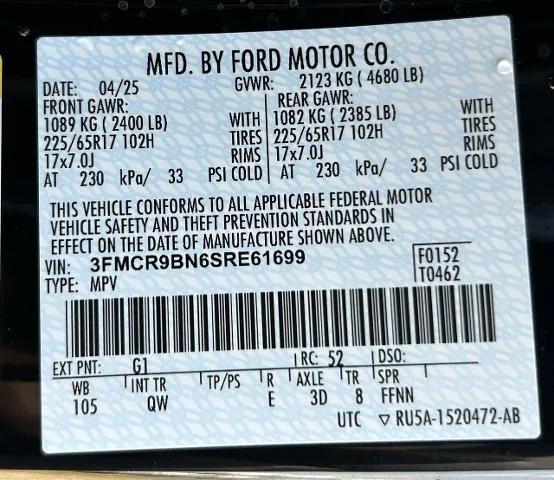 MFD. BY FORD MOTOR CO.
DATE: 04/25 GVWR: 2123 KG ( 4680 LB)
FRONT GAWR: REAR GAWR:
1089 KG ( 2400 LB) WITH 1082 KG ( 2385 LB) WITH
225/65R17 102H TIRES 225/65R17 102H TIRES
17x7.0J RIMS 17x7.0J RIMS
AT 230 kPa/ 33 PSI COLD AT 230 kPa/ 33 PSI COLD
THIS VEHICLE CONFORMS TO ALL APPLICABLE FEDERAL MOTOR
VEHICLE SAFETY AND THEFT PREVENTION STANDARDS IN
EFFECT ON THE DATE OF MANUFACTURE SHOWN ABOVE.
VIN: 3FMCR9BN6SRE61699 F0152
TYPE: MPV T0462
EXT PNT: G1 RC: 52 DSO:
WB INT TR TP/PS R AXLE TR SPR
105 QW E 3D 8 FFNN
UTC ▽ RU5A-1520472-AB